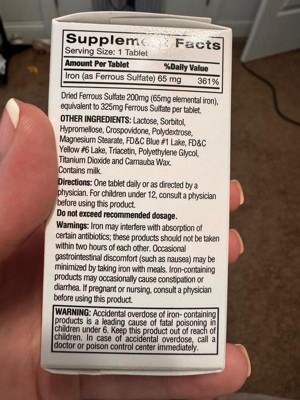 Supplement Facts
Serving Size: 1 Tablet
Amount Per Tablet %Daily Value
Iron (as Ferrous Sulfate) 65 mg 361%
Dried Ferrous Sulfate 200mg (65mg elemental iron),
equivalent to 325mg Ferrous Sulfate per tablet.
OTHER INGREDIENTS: Lactose, Sorbitol,
Hypromellose, Crospovidone, Polydextrose,
Magnesium Stearate, FD&C Blue #1 Lake, FD&C
Yellow #6 Lake, Triacetin, Polyethylene Glycol,
Titanium Dioxide and Carnauba Wax.
Contains milk.
Directions: One tablet daily or as directed by a
physician. For children under 12, consult a physician
before using this product.
Do not exceed recommended dosage.
Warnings: Iron may interfere with absorption of
certain antibiotics; these products should not be taken
within two hours of each other. Occasional
gastrointestinal discomfort (such as nausea) may be
minimized by taking iron with meals. Iron-containing
products may occasionally cause constipation or
diarrhea. If pregnant or nursing, consult a physician
before using this product.
WARNING: Accidental overdose of iron- containing
products is a leading cause of fatal poisoning in
children under 6. Keep this product out of reach of
children. In case of accidental overdose, call a
doctor or poison control center immediately.